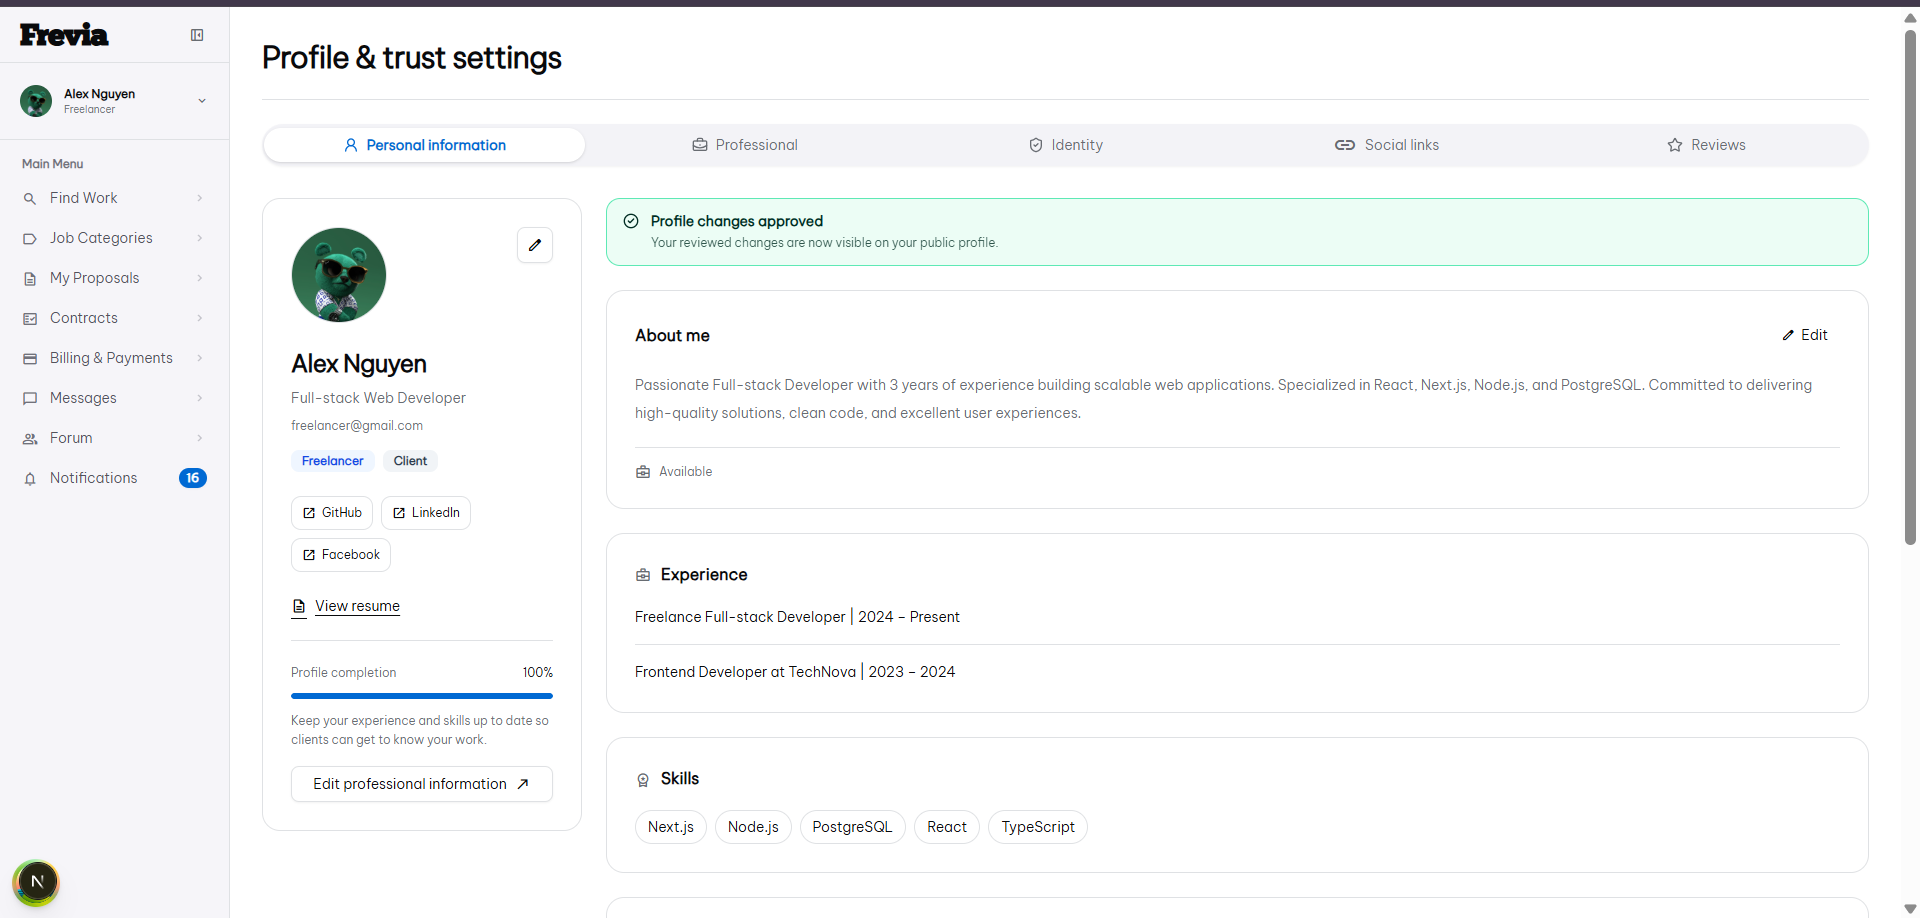 Frevia
Alex Nguyen
Freelancer
Main Menu
Find Work
Job Categories
My Proposals
Contracts
Billing & Payments
Messages
Forum
Notifications 16
N
Profile & trust settings
Personal information
Professional
Identity
Social links
Reviews
Alex Nguyen
Full-stack Web Developer
freelancer@gmail.com
Freelancer Client
GitHub LinkedIn
Facebook
View resume
Profile completion 100%
Keep your experience and skills up to date so
clients can get to know your work.
Edit professional information
Profile changes approved
Your reviewed changes are now visible on your public profile.
About me
Edit
Passionate Full-stack Developer with 3 years of experience building scalable web applications. Specialized in React, Next.js, Node.js, and PostgreSQL. Committed to delivering
high-quality solutions, clean code, and excellent user experiences.
Available
Experience
Freelance Full-stack Developer | 2024 – Present
Frontend Developer at TechNova | 2023 – 2024
Skills
Next.js Node.js PostgreSQL React TypeScript